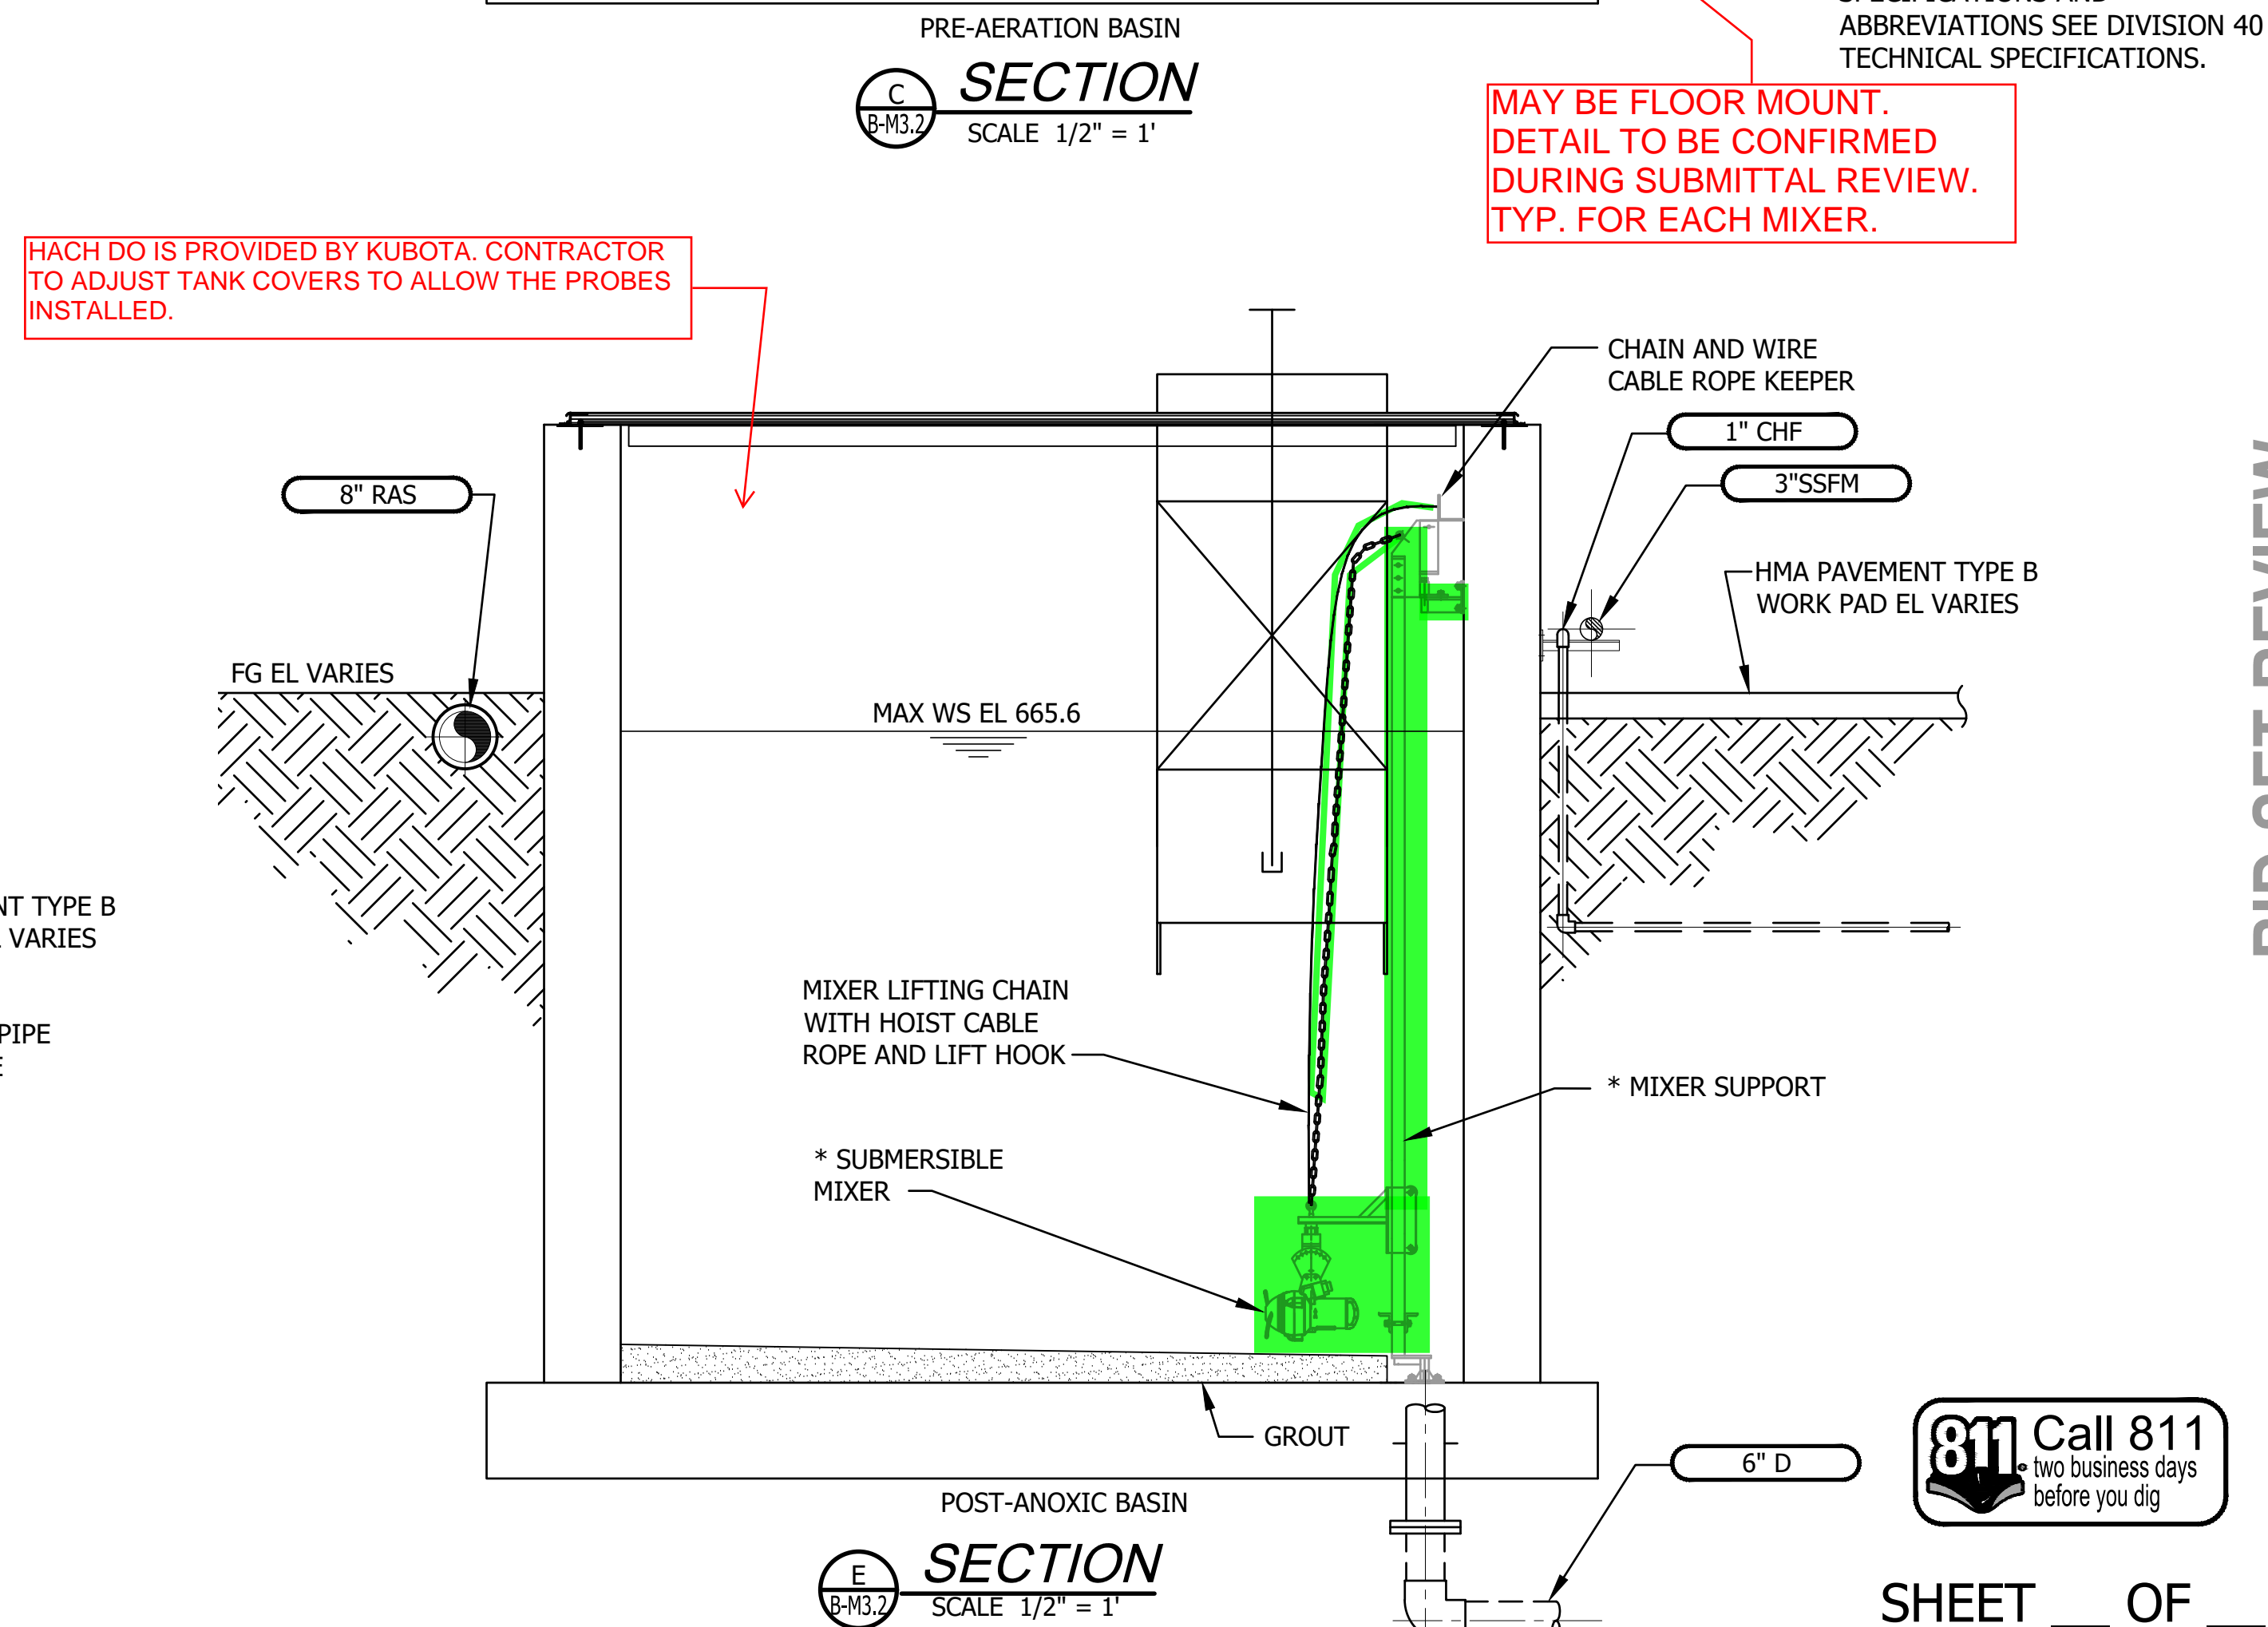 PRE-AERATION BASIN
C
B-M3.2
SECTION
SCALE 1/2" = 1'
ABBREVIATIONS SEE DIVISION 40
TECHNICAL SPECIFICATIONS.
MAY BE FLOOR MOUNT.
DETAIL TO BE CONFIRMED
DURING SUBMITTAL REVIEW.
TYP. FOR EACH MIXER.
HACH DO IS PROVIDED BY KUBOTA. CONTRACTOR
TO ADJUST TANK COVERS TO ALLOW THE PROBES
INSTALLED.
CHAIN AND WIRE
CABLE ROPE KEEPER
1" CHF
3"SSFM
8" RAS
HMA PAVEMENT TYPE B
WORK PAD EL VARIES
FG EL VARIES
MAX WS EL 665.6
TYPE B
VARIES
PIPE
MIXER LIFTING CHAIN
WITH HOIST CABLE
ROPE AND LIFT HOOK
* MIXER SUPPORT
* SUBMERSIBLE
MIXER
GROUT
6" D
POST-ANOXIC BASIN
E
B-M3.2
SECTION
SCALE 1/2" = 1'
811
Call 811
two business days
before you dig
SHEET ___ OF ___